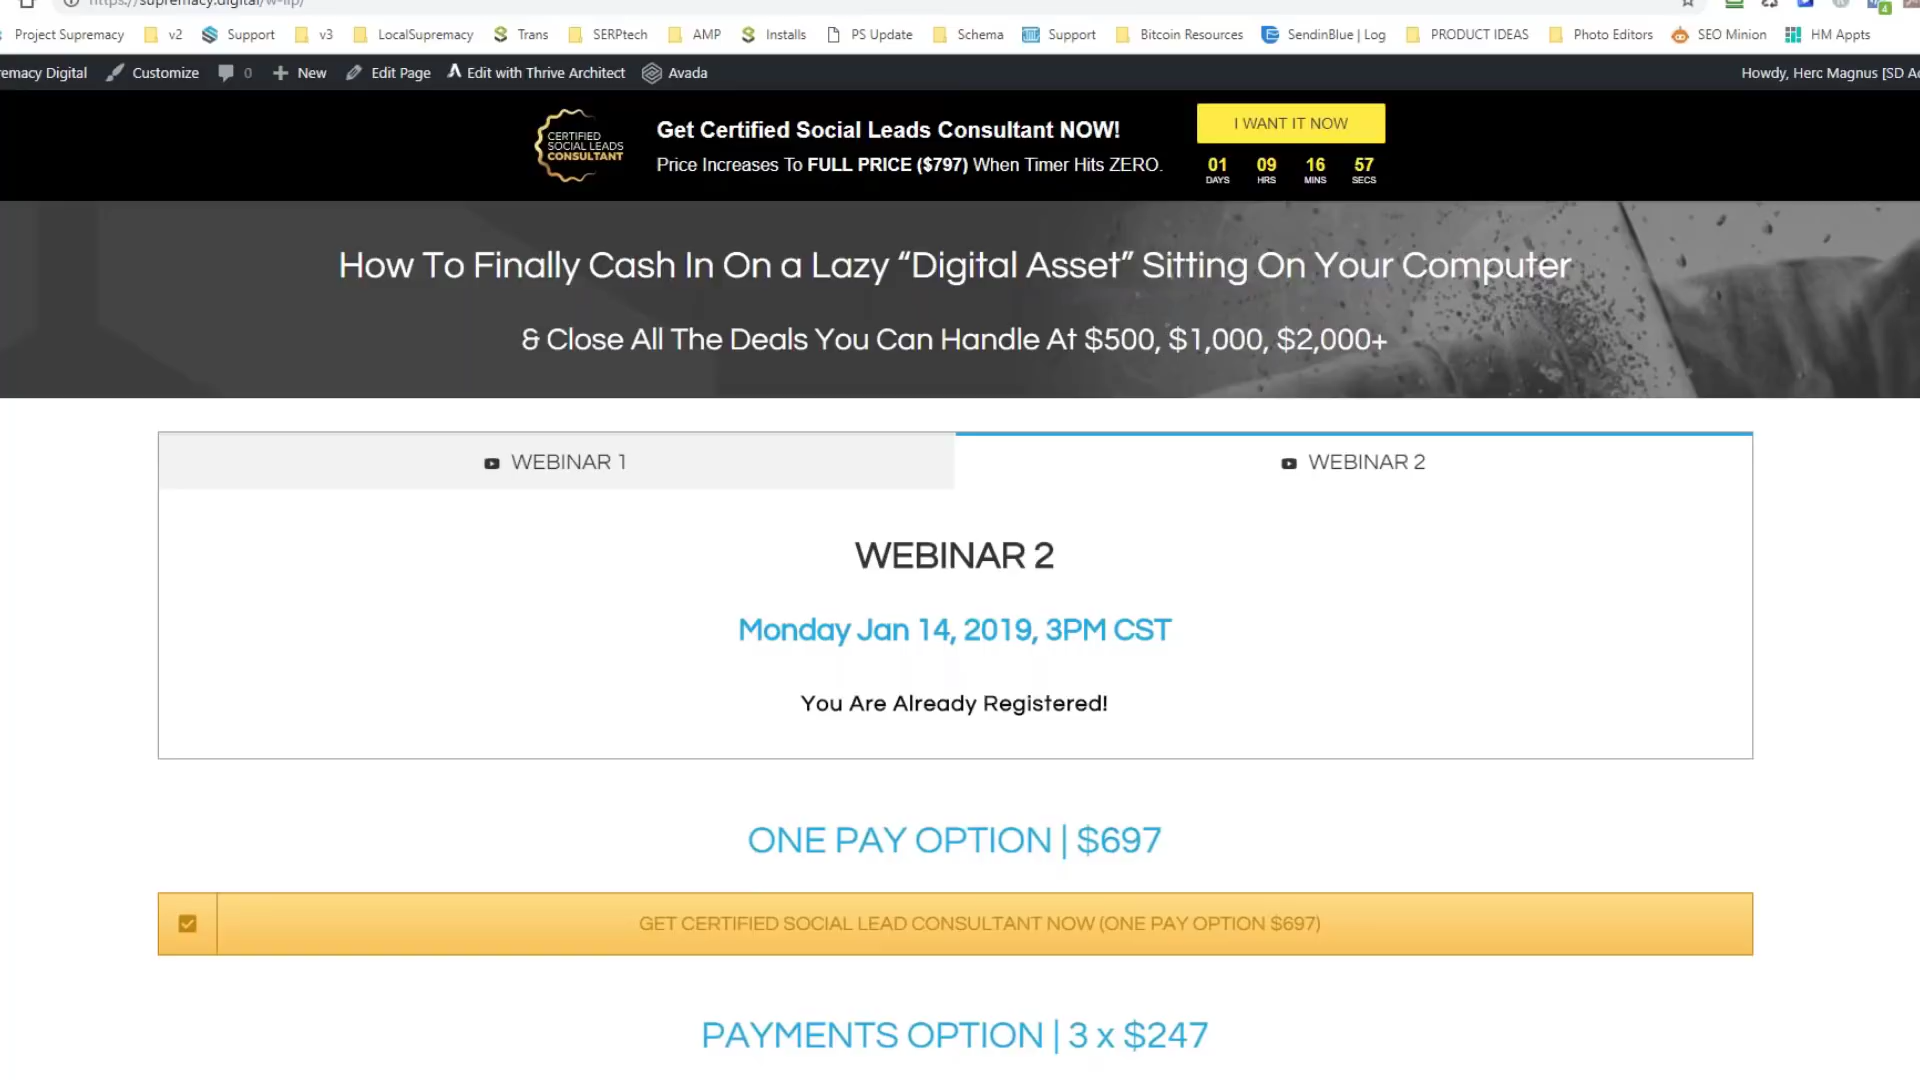 https://supremacy.digital/w-llp/
Project Supremacy v2 Support v3 LocalSupremacy Trans SERPtech AMP Installs PS Update Schema Support Bitcoin Resources SendinBlue | Log PRODUCT IDEAS Photo Editors SEO Minion HM Appts
emacy Digital Customize 0 New Edit Page Edit with Thrive Architect Avada Howdy, Herc Magnus [SD Ad
CERTIFIED
SOCIAL LEADS
CONSULTANT
Get Certified Social Leads Consultant NOW!
Price Increases To FULL PRICE ($797) When Timer Hits ZERO.
I WANT IT NOW
01 09 16 57
DAYS HRS MINS SECS
How To Finally Cash In On a Lazy “Digital Asset” Sitting On Your Computer
& Close All The Deals You Can Handle At $500, $1,000, $2,000+
WEBINAR 1 WEBINAR 2
WEBINAR 2
Monday Jan 14, 2019, 3PM CST
You Are Already Registered!
ONE PAY OPTION | $697
GET CERTIFIED SOCIAL LEAD CONSULTANT NOW (ONE PAY OPTION $697)
PAYMENTS OPTION | 3 x $247